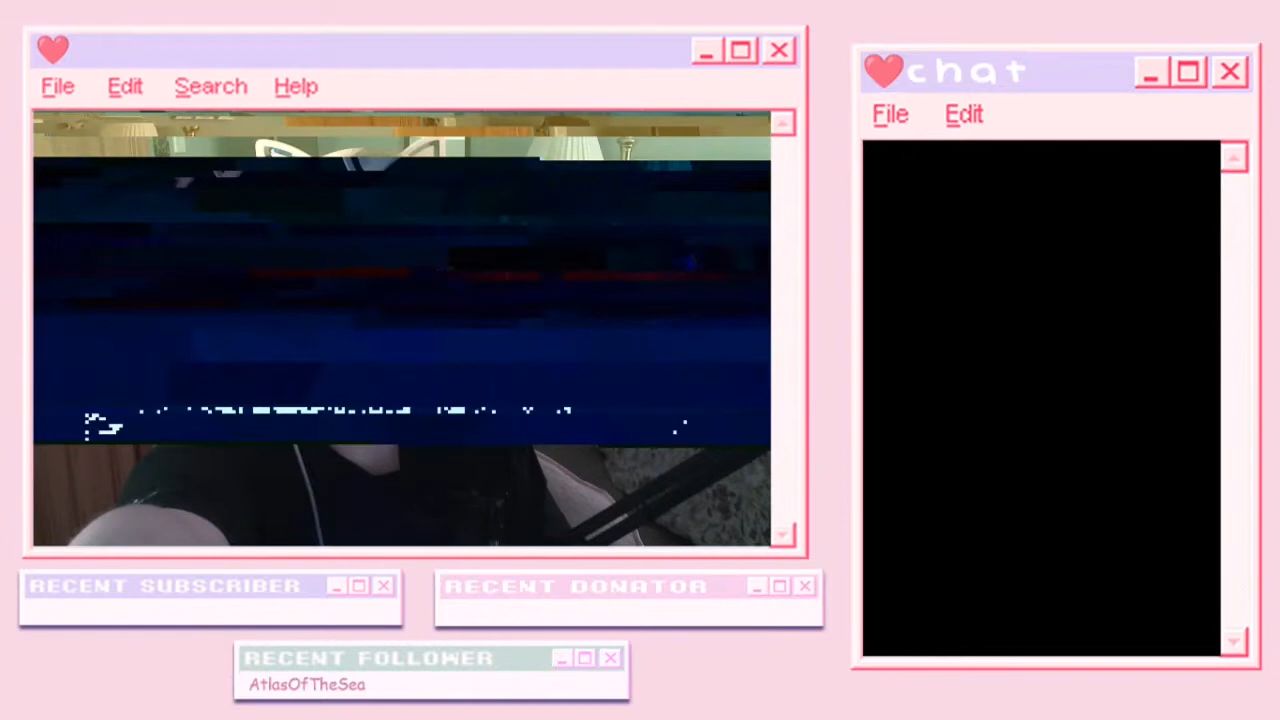 File Edit Search Help
chat
File Edit
RECENT SUBSCRIBER
RECENT DONATOR
RECENT FOLLOWER
AtlasOfTheSea